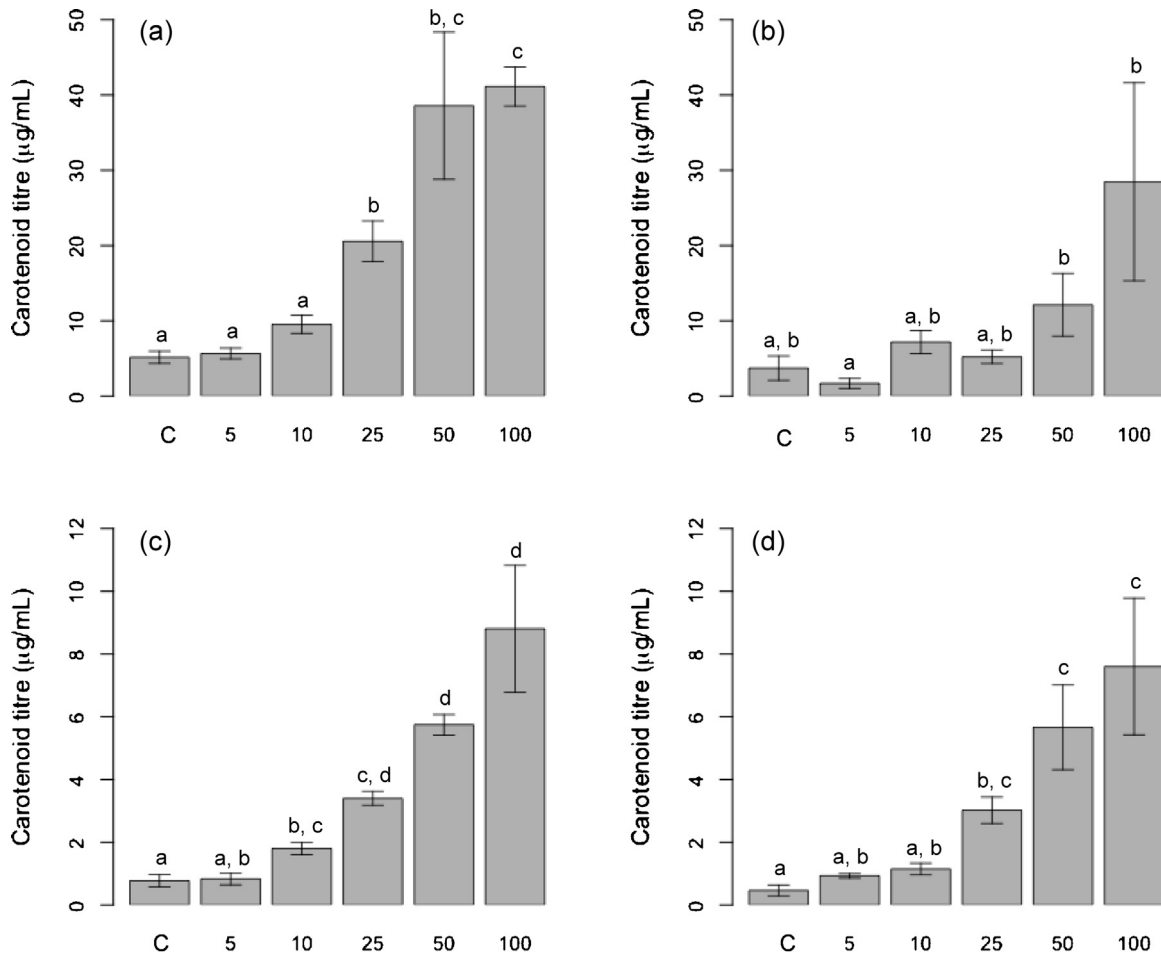 (a)
Carotenoid titre (μg/mL)
50
40
30
20
10
0
a
a
a
b
b, c
c
C 5 10 25 50 100
(b)
Carotenoid titre (μg/mL)
50
40
30
20
10
0
a, b
a
a, b
a, b
b
b
C 5 10 25 50 100
(c)
Carotenoid titre (μg/mL)
12
10
8
6
4
2
0
a
a, b
b, c
c, d
d
d
C 5 10 25 50 100
(d)
Carotenoid titre (μg/mL)
12
10
8
6
4
2
0
a
a, b
a, b
b, c
c
c
C 5 10 25 50 100